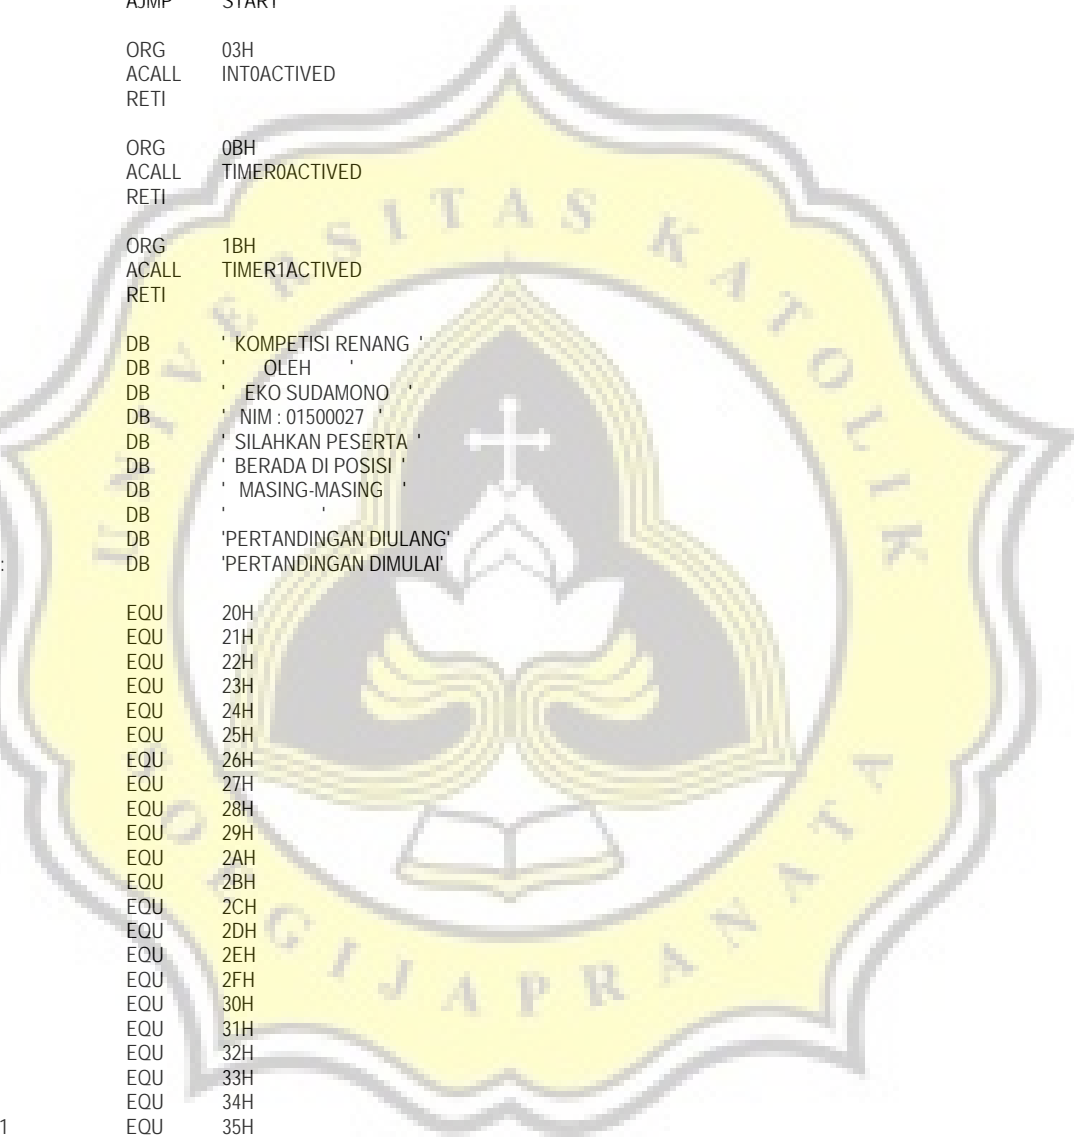 AJMP START
ORG 03H
ACALL INT0ACTIVED
RETI
ORG 0BH
ACALL TIMER0ACTIVED
RETI
ORG 1BH
ACALL TIMER1ACTIVED
RETI
DB ' KOMPETISI RENANG '
DB ' OLEH '
DB ' EKO SUDAMONO '
DB ' NIM : 01500027 '
DB ' SILAHKAN PESERTA '
DB ' BERADA DI POSISI '
DB ' MASING-MASING '
DB ' '
DB 'PERTANDINGAN DIULANG'
: DB 'PERTANDINGAN DIMULAI'
EQU 20H
EQU 21H
EQU 22H
EQU 23H
EQU 24H
EQU 25H
EQU 26H
EQU 27H
EQU 28H
EQU 29H
EQU 2AH
EQU 2BH
EQU 2CH
EQU 2DH
EQU 2EH
EQU 2FH
EQU 30H
EQU 31H
EQU 32H
EQU 33H
EQU 34H
1 EQU 35H
UNIVERSITAS KATOLIK
SOEGIJAPRANATA